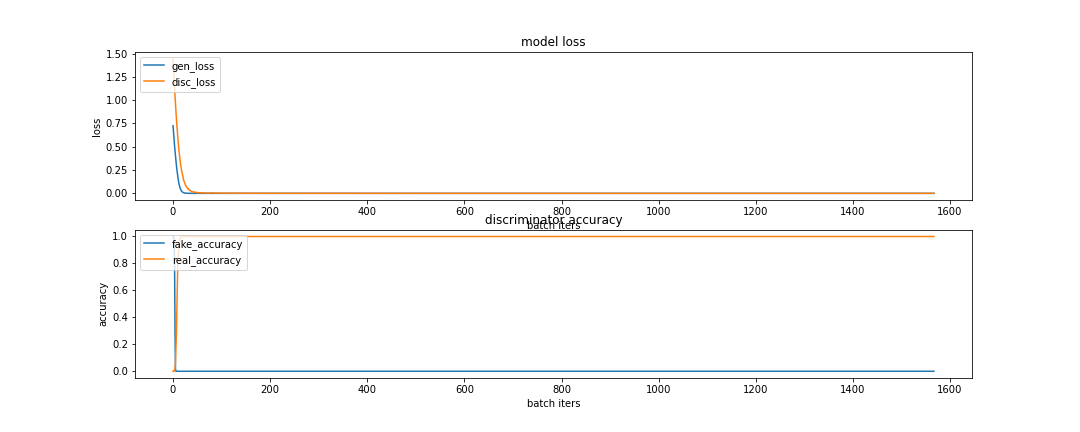 model loss
gen_loss
disc_loss
loss
1.50
1.25
1.00
0.75
0.50
0.25
0.00
0 200 400 600 800 1000 1200 1400 1600
batch iters
discriminator accuracy
fake_accuracy
real_accuracy
accuracy
1.0
0.8
0.6
0.4
0.2
0.0
0 200 400 600 800 1000 1200 1400 1600
batch iters